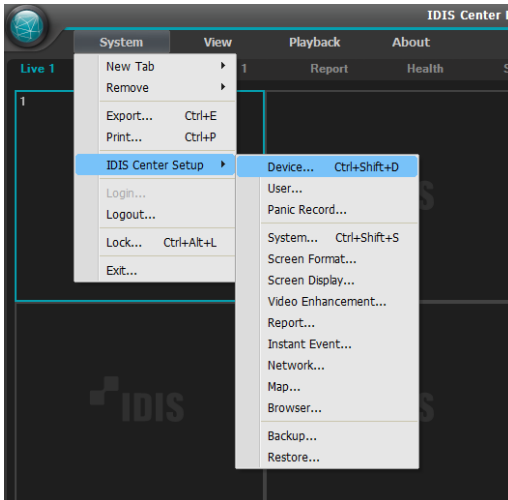 IDIS Center
System View Playback About
Live 1 1 Report Health S
1
New Tab
Remove
Export... Ctrl+E
Print... Ctrl+P
IDIS Center Setup
Login...
Logout...
Lock... Ctrl+Alt+L
Exit...
Device... Ctrl+Shift+D
User...
Panic Record...
System... Ctrl+Shift+S
Screen Format...
Screen Display...
Video Enhancement...
Report...
Instant Event...
Network...
Map...
Browser...
Backup...
Restore...
IDIS
S
S